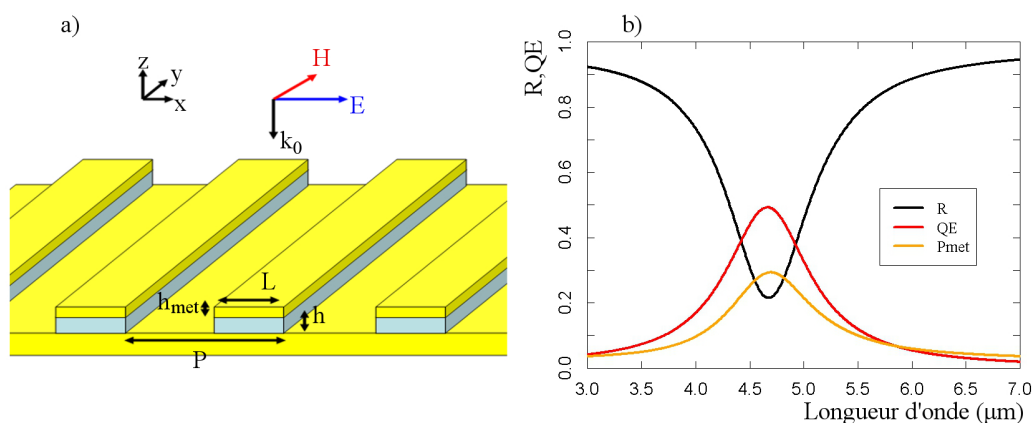 a)
z
y
x
H
E
k0
L
hmet
h
P
b)
R,QE
1.0
0.8
0.6
0.4
0.2
0.0
R
QE
Pmet
3.0 3.5 4.0 4.5 5.0 5.5 6.0 6.5 7.0
Longueur d'onde (μm)